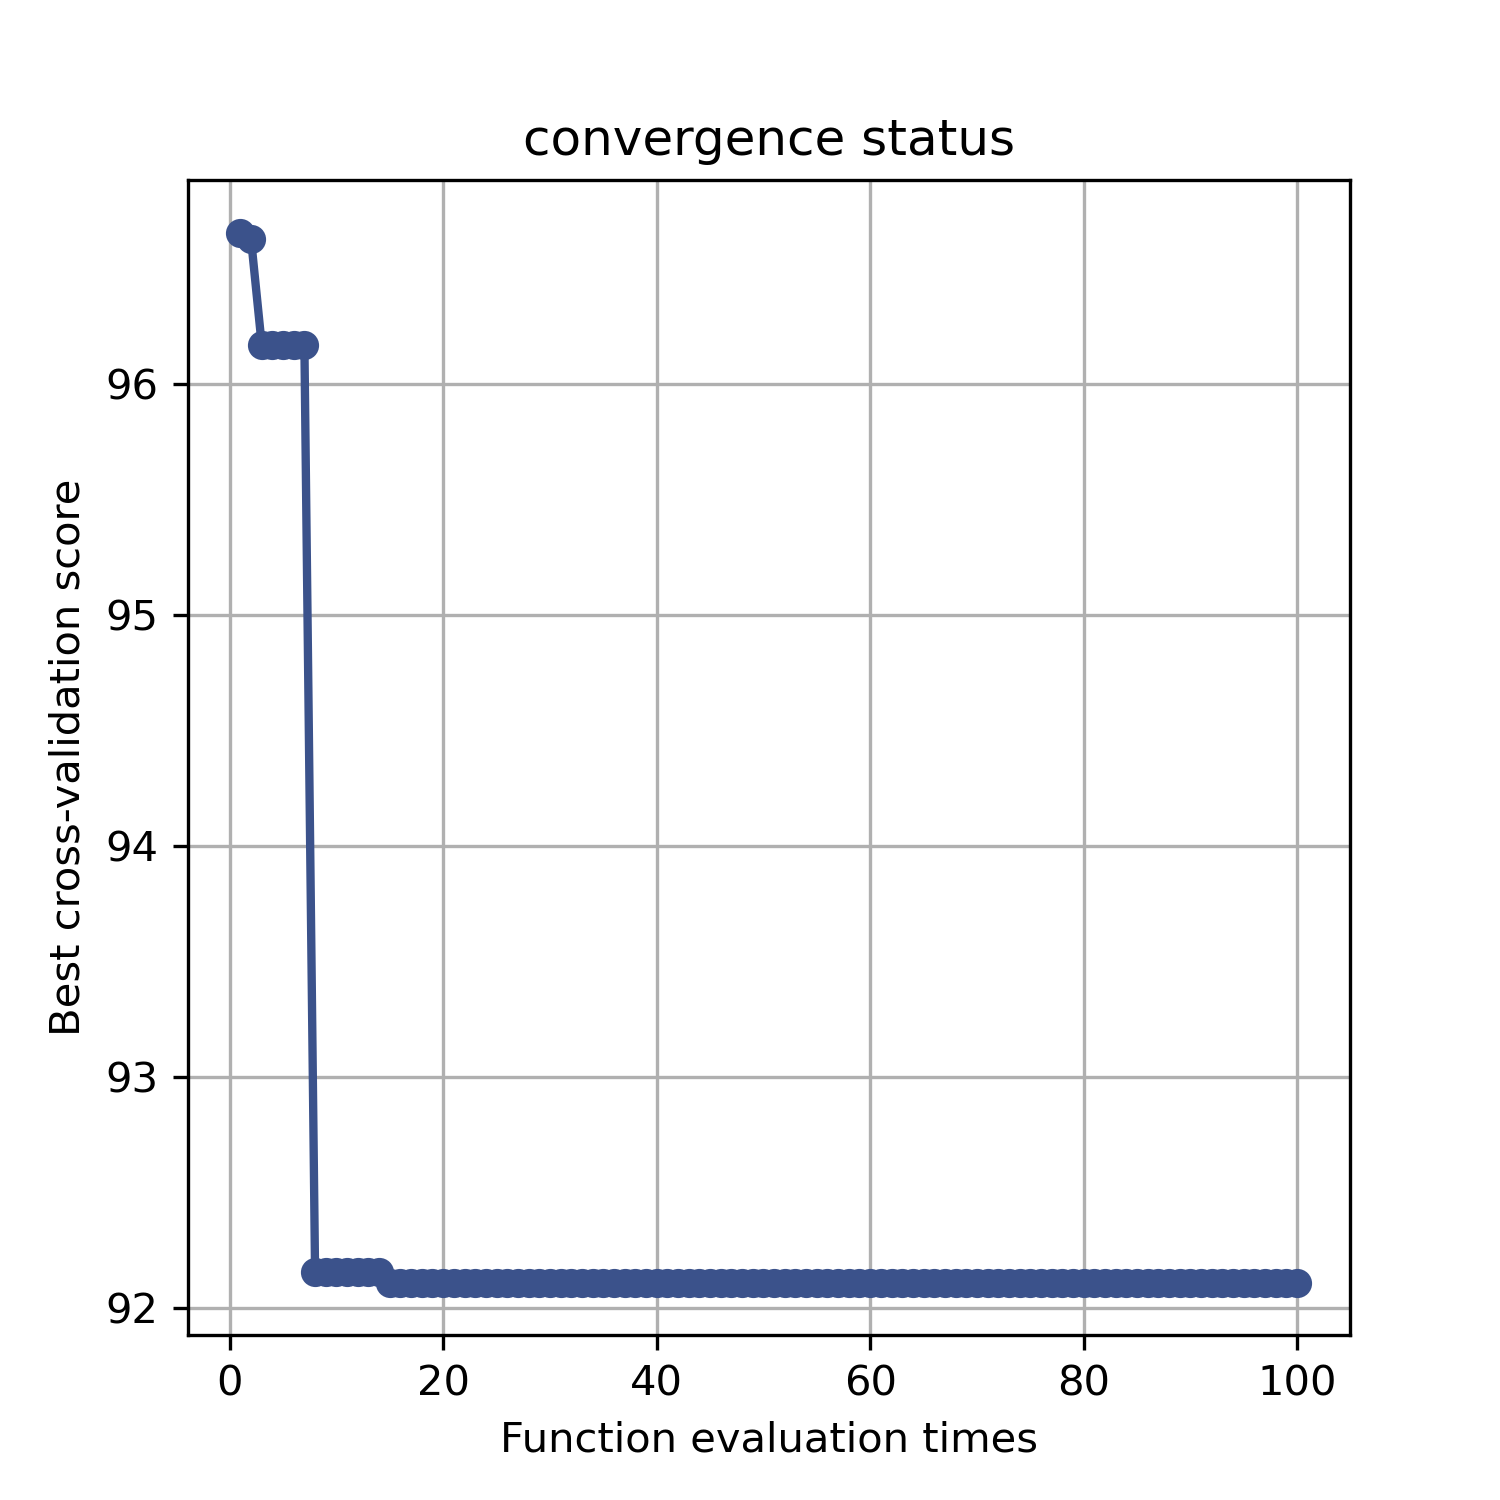 convergence status
Best cross-validation score
96
95
94
93
92
0 20 40 60 80 100
Function evaluation times